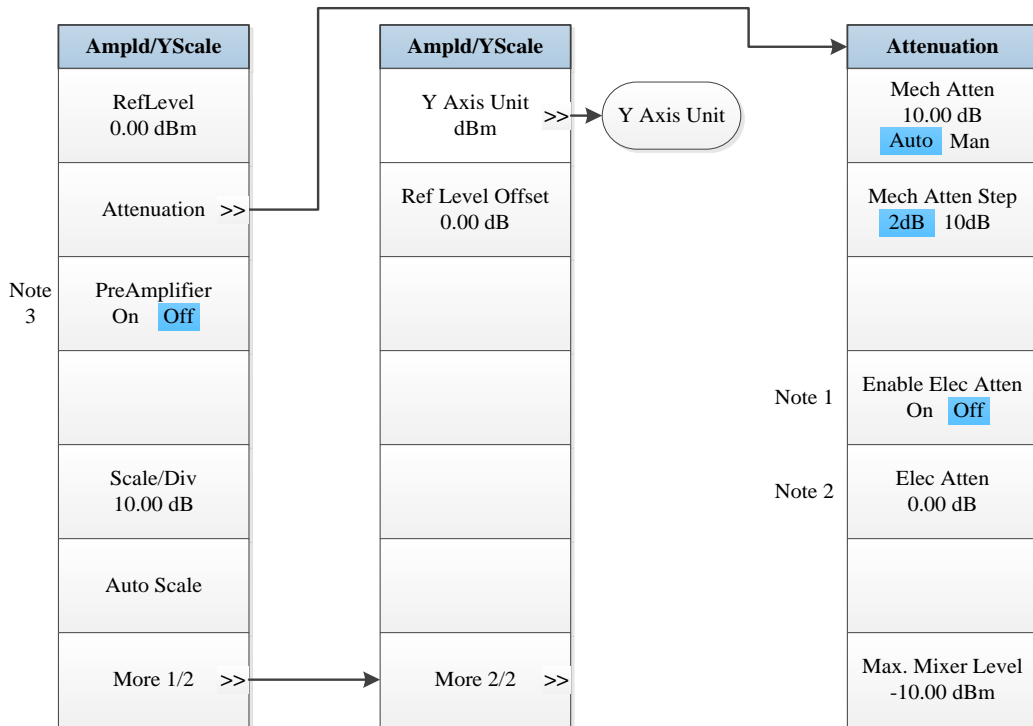 Ampld/YScale
RefLevel
0.00 dBm
Attenuation >>
Note
3
PreAmplifier
On Off
Scale/Div
10.00 dB
Auto Scale
More 1/2 >>
Ampld/YScale
Y Axis Unit
dBm >>
Y Axis Unit
Ref Level Offset
0.00 dB
More 2/2 >>
Attenuation
Mech Atten
10.00 dB
Auto Man
Mech Atten Step
2dB 10dB
Note 1
Enable Elec Atten
On Off
Note 2
Elec Atten
0.00 dB
Max. Mixer Level
-10.00 dBm